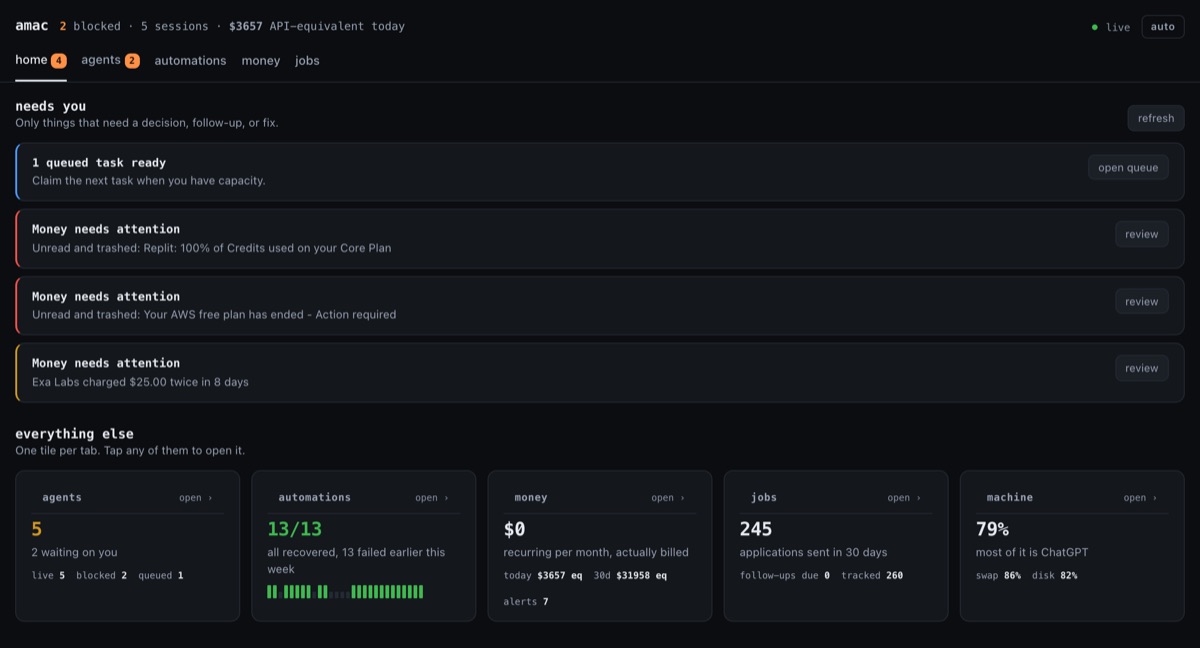 amac 2 blocked · 5 sessions · $3657 API-equivalent today
live auto
home 4 agents 2 automations money jobs
needs you
Only things that need a decision, follow-up, or fix.
refresh
1 queued task ready
Claim the next task when you have capacity.
open queue
Money needs attention
Unread and trashed: Replit: 100% of Credits used on your Core Plan
review
Money needs attention
Unread and trashed: Your AWS free plan has ended - Action required
review
Money needs attention
Exa Labs charged $25.00 twice in 8 days
review
everything else
One tile per tab. Tap any of them to open it.
agents open ›
5
2 waiting on you
live 5 blocked 2 queued 1
automations open ›
13/13
all recovered, 13 failed earlier this
week
money open ›
$0
recurring per month, actually billed
today $3657 eq 30d $31958 eq
alerts 7
jobs open ›
245
applications sent in 30 days
follow-ups due 0 tracked 260
machine open ›
79%
most of it is ChatGPT
swap 86% disk 82%